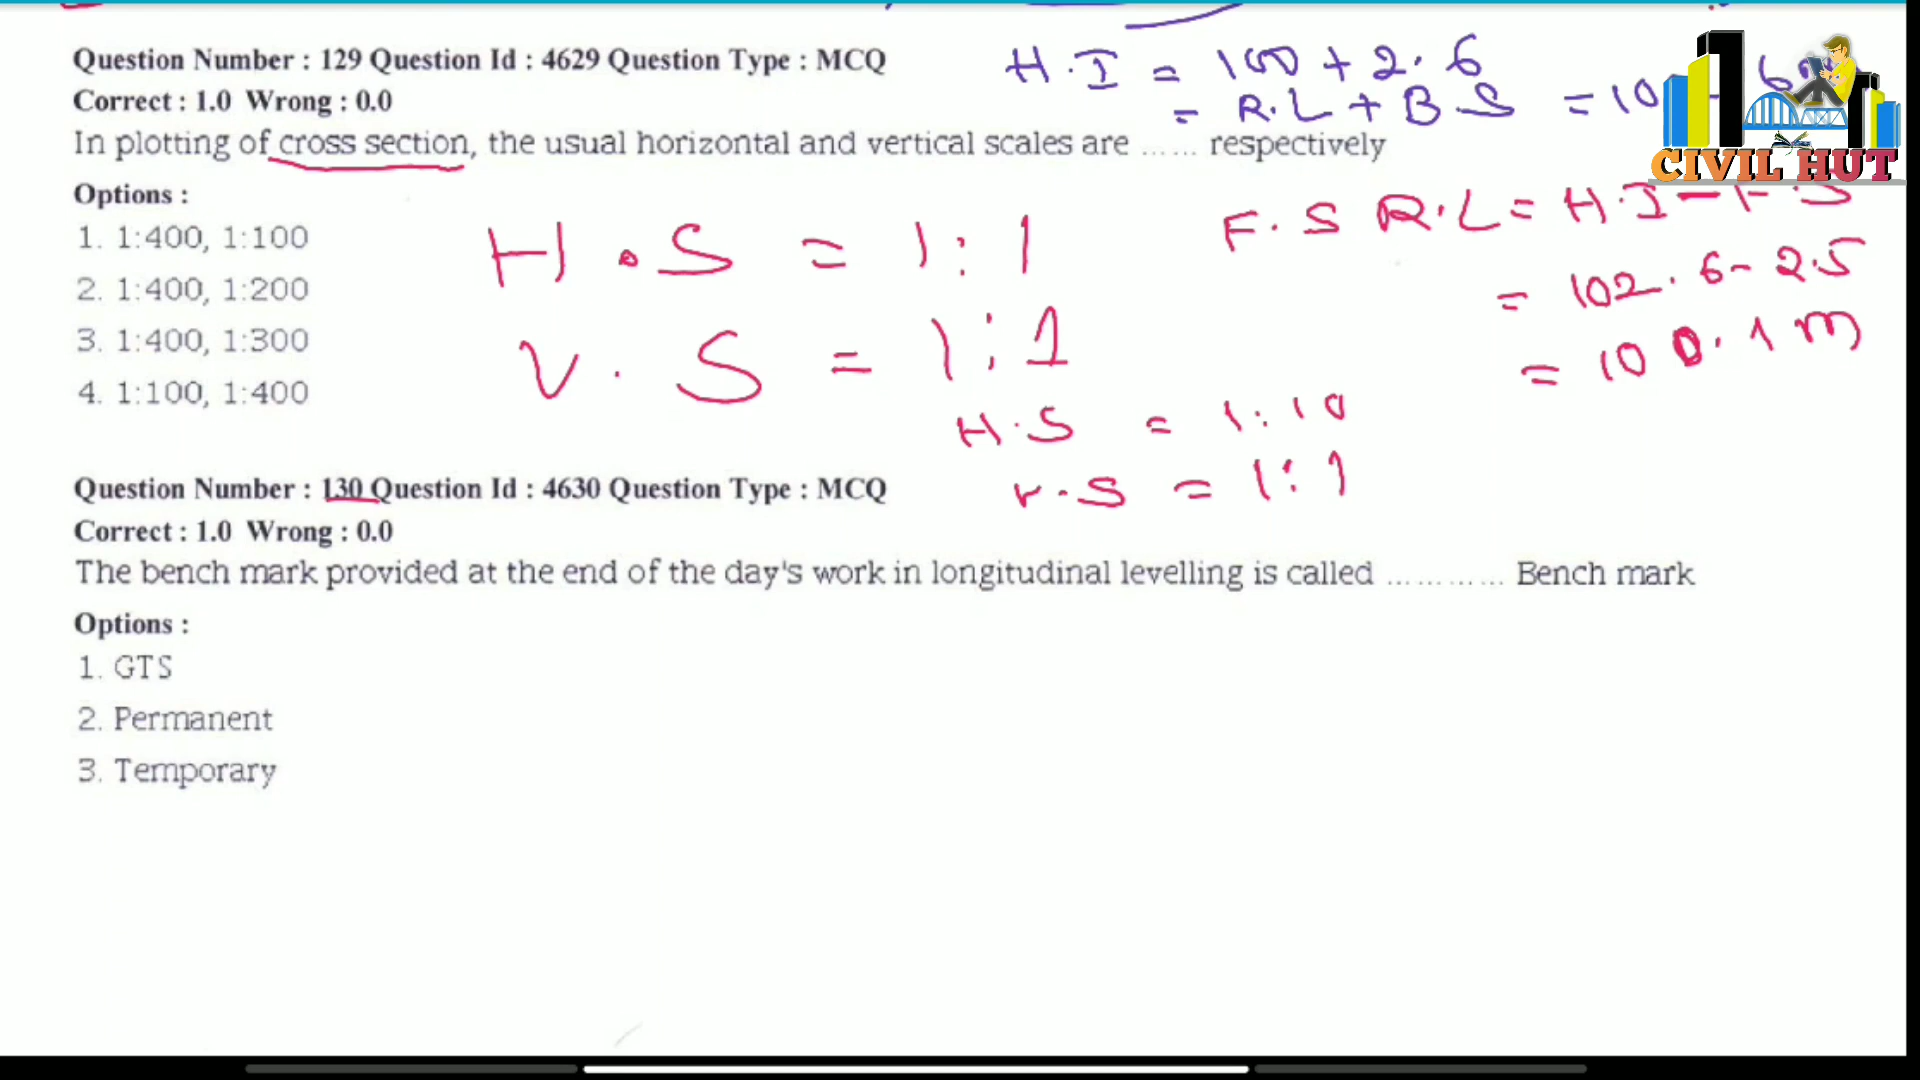 Question Number : 129 Question Id : 4629 Question Type : MCQ
H.I = 100 + 2.6
Correct : 1.0 Wrong : 0.0
= R.L + B S
In plotting of cross section, the usual horizontal and vertical scales are ...... respectively
CIVIL HUT
Options :
F.S R.L = H.I - F.S
1. 1:400, 1:100
H.S = 1:1
2. 1:400, 1:200
= 102.6 - 2.5
3. 1:400, 1:300
V.S = 1:1
= 100.1 m
4. 1:100, 1:400
H.S = 1:10
V.S = 1:1
Question Number : 130 Question Id : 4630 Question Type : MCQ
Correct : 1.0 Wrong : 0.0
The bench mark provided at the end of the day's work in longitudinal levelling is called ............ Bench mark
Options :
1. GTS
2. Permanent
3. Temporary